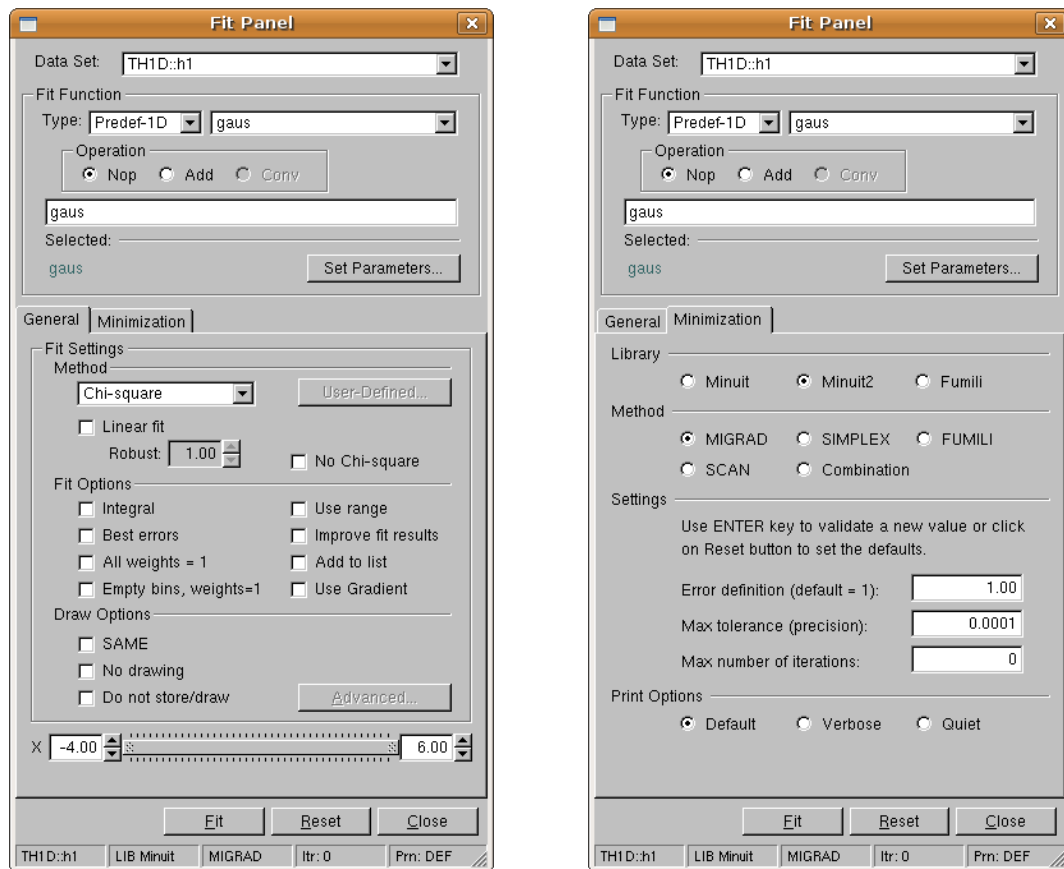 Fit Panel
Data Set: TH1D::h1
Fit Function
Type: Predef-1D gaus
Operation
Nop Add Conv
gaus
Selected:
gaus Set Parameters...
General Minimization
Fit Settings
Method
Chi-square User-Defined...
Linear fit
Robust: 1.00 No Chi-square
Fit Options
Integral Use range
Best errors Improve fit results
All weights = 1 Add to list
Empty bins, weights=1 Use Gradient
Draw Options
SAME
No drawing
Do not store/draw Advanced...
X -4.00 6.00
Fit Reset Close
TH1D::h1 LIB Minuit MIGRAD Itr: 0 Prn: DEF
Fit Panel
Data Set: TH1D::h1
Fit Function
Type: Predef-1D gaus
Operation
Nop Add Conv
gaus
Selected:
gaus Set Parameters...
General Minimization
Library
Minuit Minuit2 Fumili
Method
MIGRAD SIMPLEX FUMILI
SCAN Combination
Settings
Use ENTER key to validate a new value or click
on Reset button to set the defaults.
Error definition (default = 1): 1.00
Max tolerance (precision): 0.0001
Max number of iterations: 0
Print Options
Default Verbose Quiet
Fit Reset Close
TH1D::h1 LIB Minuit MIGRAD Itr: 0 Prn: DEF